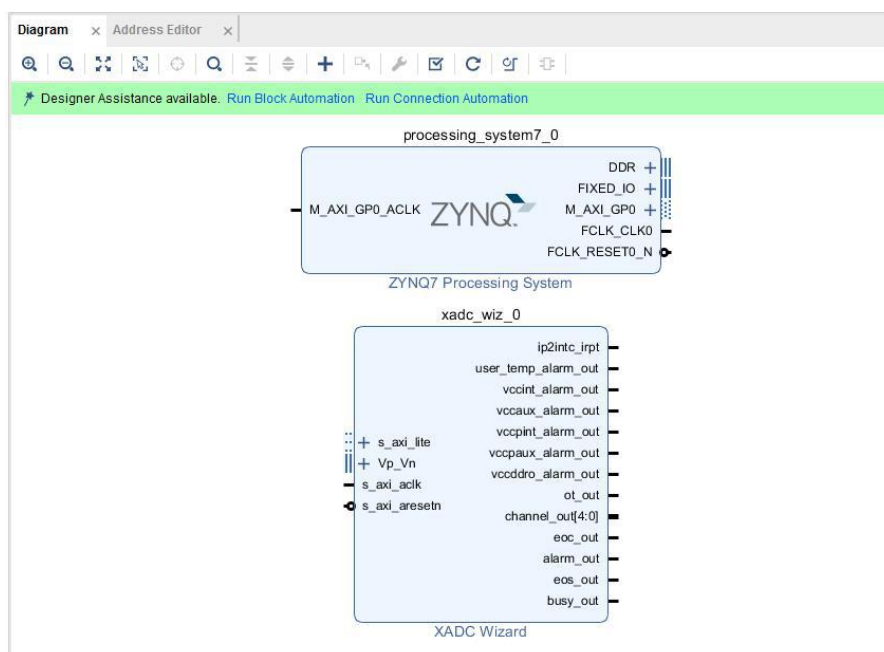 Diagram × Address Editor ×
Designer Assistance available. Run Block Automation Run Connection Automation
processing_system7_0
DDR
FIXED_IO
M_AXI_GP0_ACLK ZYNQ M_AXI_GP0
FCLK_CLK0
FCLK_RESET0_N
ZYNQ7 Processing System
xadc_wiz_0
ip2intc_irpt
user_temp_alarm_out
vccint_alarm_out
vccaux_alarm_out
s_axi_lite vccpint_alarm_out
Vp_Vn vccpaux_alarm_out
s_axi_aclk vccddro_alarm_out
s_axi_aresetn ot_out
channel_out[4:0]
eoc_out
alarm_out
eos_out
busy_out
XADC Wizard